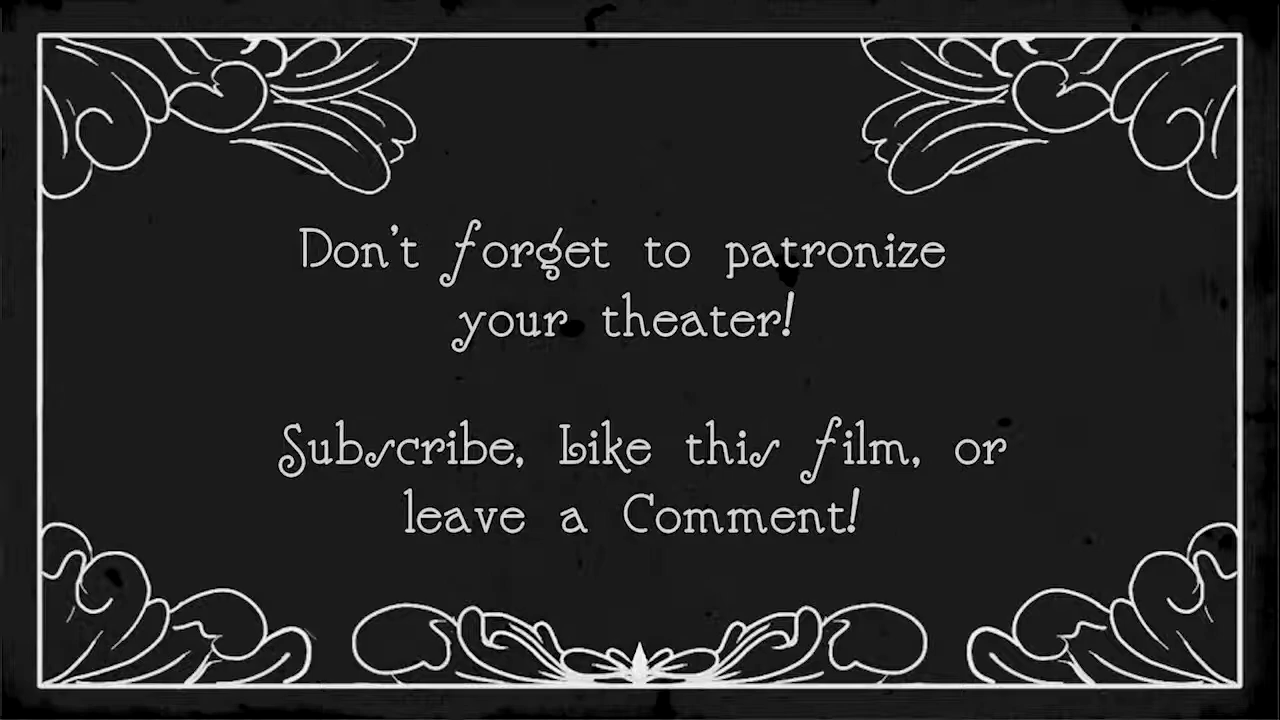 Don't forget to patronize
your theater!
Subscribe, Like this film, or
leave a Comment!